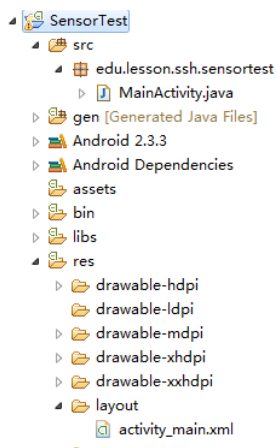 SensorTest
src
edu.lesson.ssh.sensortest
MainActivity.java
gen [Generated Java Files]
Android 2.3.3
Android Dependencies
assets
bin
libs
res
drawable-hdpi
drawable-ldpi
drawable-mdpi
drawable-xhdpi
drawable-xxhdpi
layout
activity_main.xml